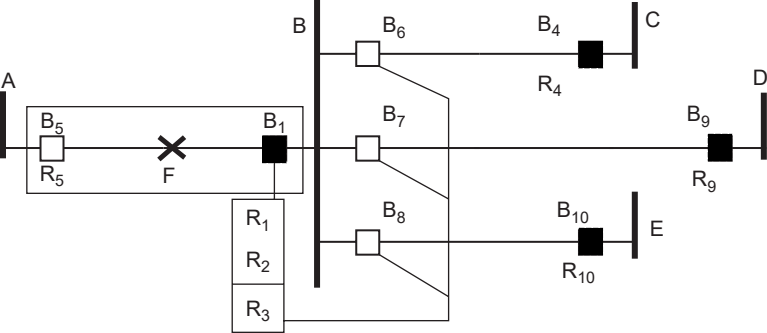 B B6 B4 C
R4
A D
B5 B1 B7 B9
R5 F R9
R1 B8 B10 E
R2 R10
R3